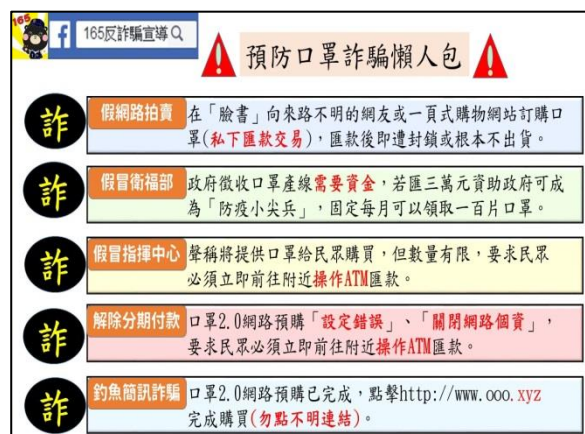 165
165反詐騙宣導
預防口罩詐騙懶人包
詐
假網路拍賣
在「臉書」向來路不明的網友或一頁式購物網站訂購口
罩(私下匯款交易)，匯款後即遭封鎖或根本不出貨。
詐
假冒衛福部
政府徵收口罩產線需要資金，若匯三萬元資助政府可成
為「防疫小尖兵」，固定每月可以領取一百片口罩。
詐
假冒指揮中心
聲稱將提供口罩給民眾購買，但數量有限，要求民眾
必須立即前往附近操作ATM匯款。
詐
解除分期付款
口罩2.0網路預購「設定錯誤」、「關閉網路個資」，
要求民眾必須立即前往附近操作ATM匯款。
詐
釣魚簡訊詐騙
口罩2.0網路預購已完成，點擊http://www.ooo.xyz
完成購買(勿點不明連結)。